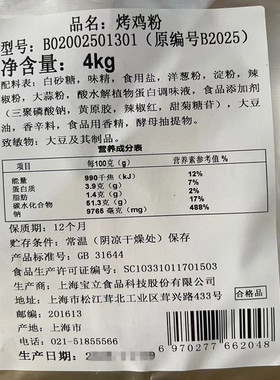 品名：烤鸡粉
型号：B02002501301（原编号B2025）
净含量：4kg
配料表：白砂糖，味精，食用盐，洋葱粉，淀粉，辣
椒粉，大蒜粉，酸水解植物蛋白调味液，食品添加剂
（三聚磷酸钠，黄原胶，辣椒红，甜菊糖苷），大豆
油，香辛料，食品用香精，酵母抽提物。
致敏物：大豆及其制品。
营养成分表
项目 每100克(g) 营养素参考值 %
能量 990千焦(kJ) 12%
蛋白质 3.9克(g) 7%
脂肪 1.4克(g) 2%
碳水化合物 51.3克(g) 17%
钠 9765 毫克(mg) 488%
保质期：12个月
贮存条件：常温（阴凉干燥处）保存
产品标准号：GB 31644
食品生产许可证编号：SC10331011701503
生产商：上海宝立食品科技股份有限公司
地址：上海市松江茸北工业区茸兴路433号
邮编：201613
产地：上海市
电话：021-51855566
生产日期：
合格品
6 970277 662048